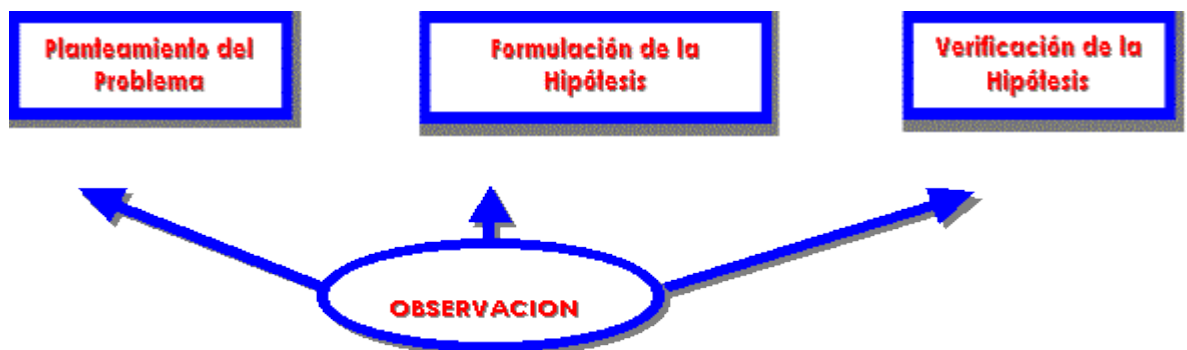 Planteamiento del
Problema
Formulación de la
Hipótesis
Verificación de la
Hipótesis
OBSERVACION